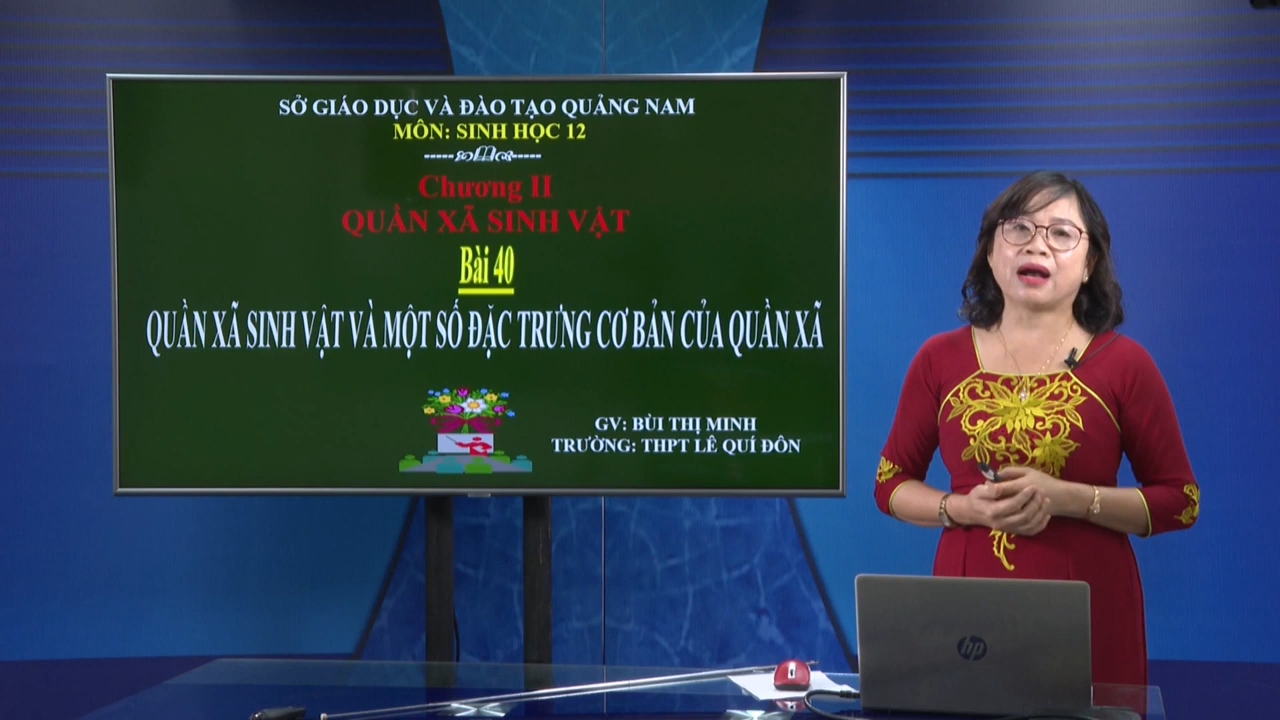 SỞ GIÁO DỤC VÀ ĐÀO TẠO QUẢNG NAM
MÔN: SINH HỌC 12
Chương II
QUẦN XÃ SINH VẬT
Bài 40
QUẦN XÃ SINH VẬT VÀ MỘT SỐ ĐẶC TRƯNG CƠ BẢN CỦA QUẦN XÃ
GV: BÙI THỊ MINH
TRƯỜNG: THPT LÊ QUÍ ĐÔN
hp